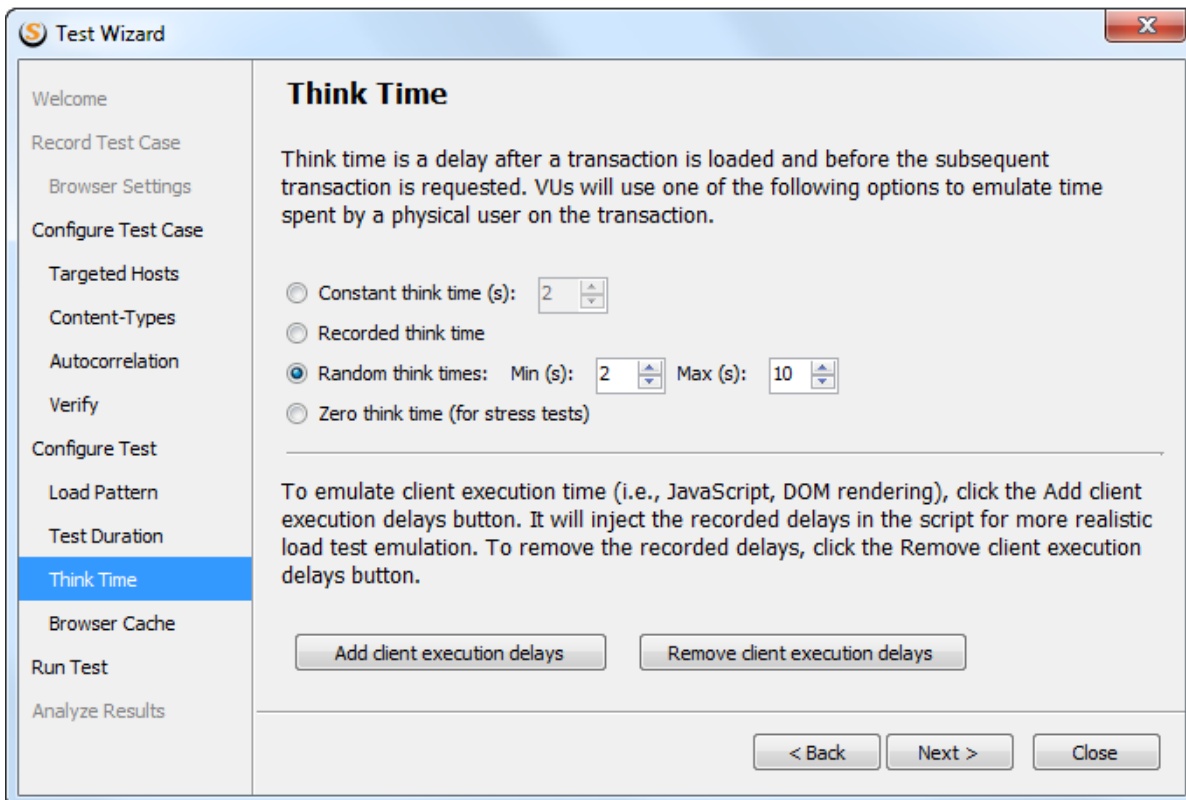 Test Wizard
Welcome
Record Test Case
Browser Settings
Configure Test Case
Targeted Hosts
Content-Types
Autocorrelation
Verify
Configure Test
Load Pattern
Test Duration
Think Time
Browser Cache
Run Test
Analyze Results
Think Time
Think time is a delay after a transaction is loaded and before the subsequent
transaction is requested. VUs will use one of the following options to emulate time
spent by a physical user on the transaction.
Constant think time (s): 2
Recorded think time
Random think times: Min (s): 2 Max (s): 10
Zero think time (for stress tests)
To emulate client execution time (i.e., JavaScript, DOM rendering), click the Add client
execution delays button. It will inject the recorded delays in the script for more realistic
load test emulation. To remove the recorded delays, click the Remove client execution
delays button.
Add client execution delays Remove client execution delays
< Back Next > Close